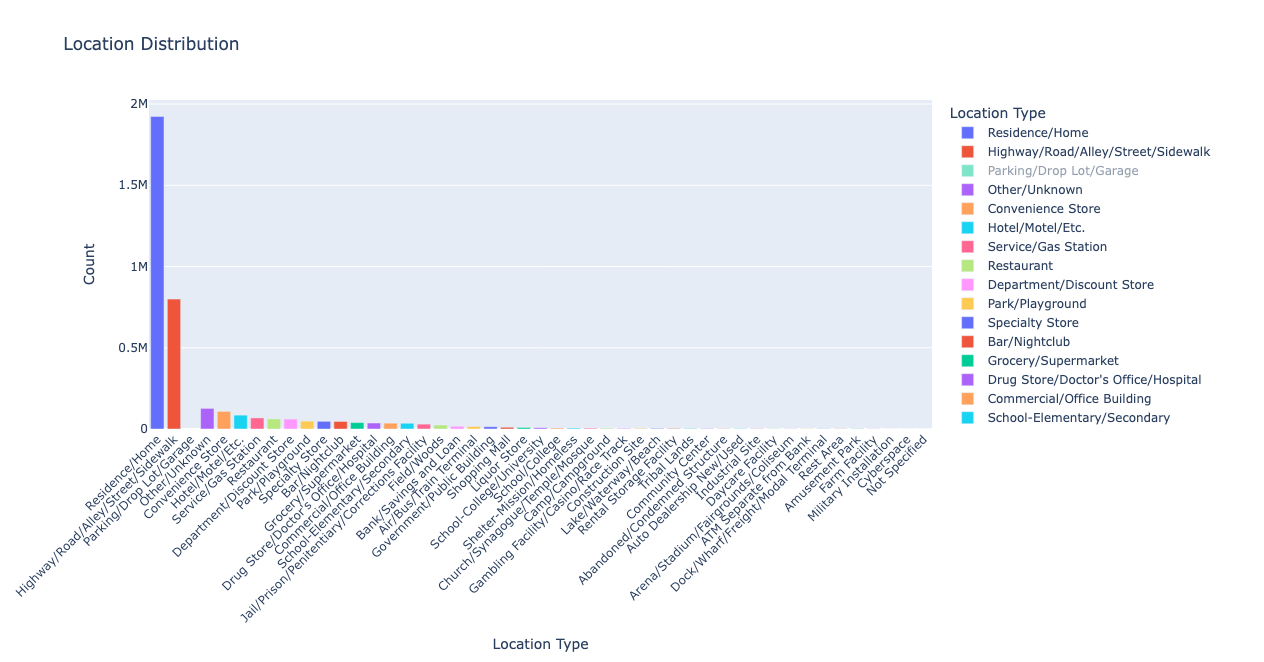 Location Distribution
2M
1.5M
1M
0.5M
0
Count
Residence/Home
Highway/Road/Alley/Street/Sidewalk
Parking/Drop Lot/Garage
Other/Unknown
Convenience Store
Hotel/Motel/Etc.
Service/Gas Station
Restaurant
Department/Discount Store
Park/Playground
Specialty Store
Bar/Nightclub
Grocery/Supermarket
Drug Store/Doctor's Office/Hospital
Commercial/Office Building
School-Elementary/Secondary
Jail/Prison/Penitentiary/Corrections Facility
Field/Woods
Bank/Savings and Loan
Air/Bus/Train Terminal
Government/Public Building
Shopping Mall
Liquor Store
School-College/University
School/College
Shelter-Mission/Homeless
Church/Synagogue/Temple/Mosque
Camp/Campground
Gambling Facility/Casino/Race Track
Construction Site
Lake/Waterway/Beach
Rental Storage Facility
Tribal Lands
Community Center
Abandoned/Condemned Structure
Auto Dealership New/Used
Industrial Site
Daycare Facility
Arena/Stadium/Fairgrounds/Coliseum
ATM Separate from Bank
Dock/Wharf/Freight/Modal Terminal
Rest Area
Amusement Park
Farm Facility
Military Installation
Cyberspace
Not Specified
Location Type
Location Type
Residence/Home
Highway/Road/Alley/Street/Sidewalk
Parking/Drop Lot/Garage
Other/Unknown
Convenience Store
Hotel/Motel/Etc.
Service/Gas Station
Restaurant
Department/Discount Store
Park/Playground
Specialty Store
Bar/Nightclub
Grocery/Supermarket
Drug Store/Doctor's Office/Hospital
Commercial/Office Building
School-Elementary/Secondary